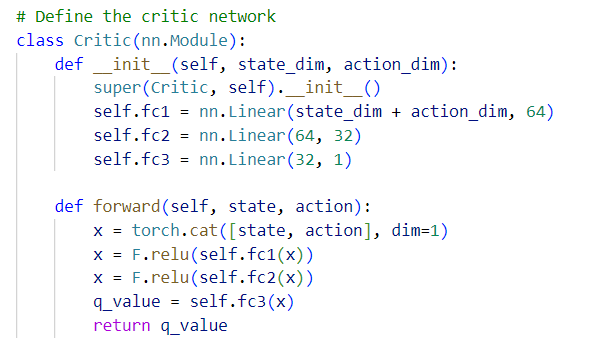 # Define the critic network
class Critic(nn.Module):
    def __init__(self, state_dim, action_dim):
        super(Critic, self).__init__()
        self.fc1 = nn.Linear(state_dim + action_dim, 64)
        self.fc2 = nn.Linear(64, 32)
        self.fc3 = nn.Linear(32, 1)

    def forward(self, state, action):
        x = torch.cat([state, action], dim=1)
        x = F.relu(self.fc1(x))
        x = F.relu(self.fc2(x))
        q_value = self.fc3(x)
        return q_value